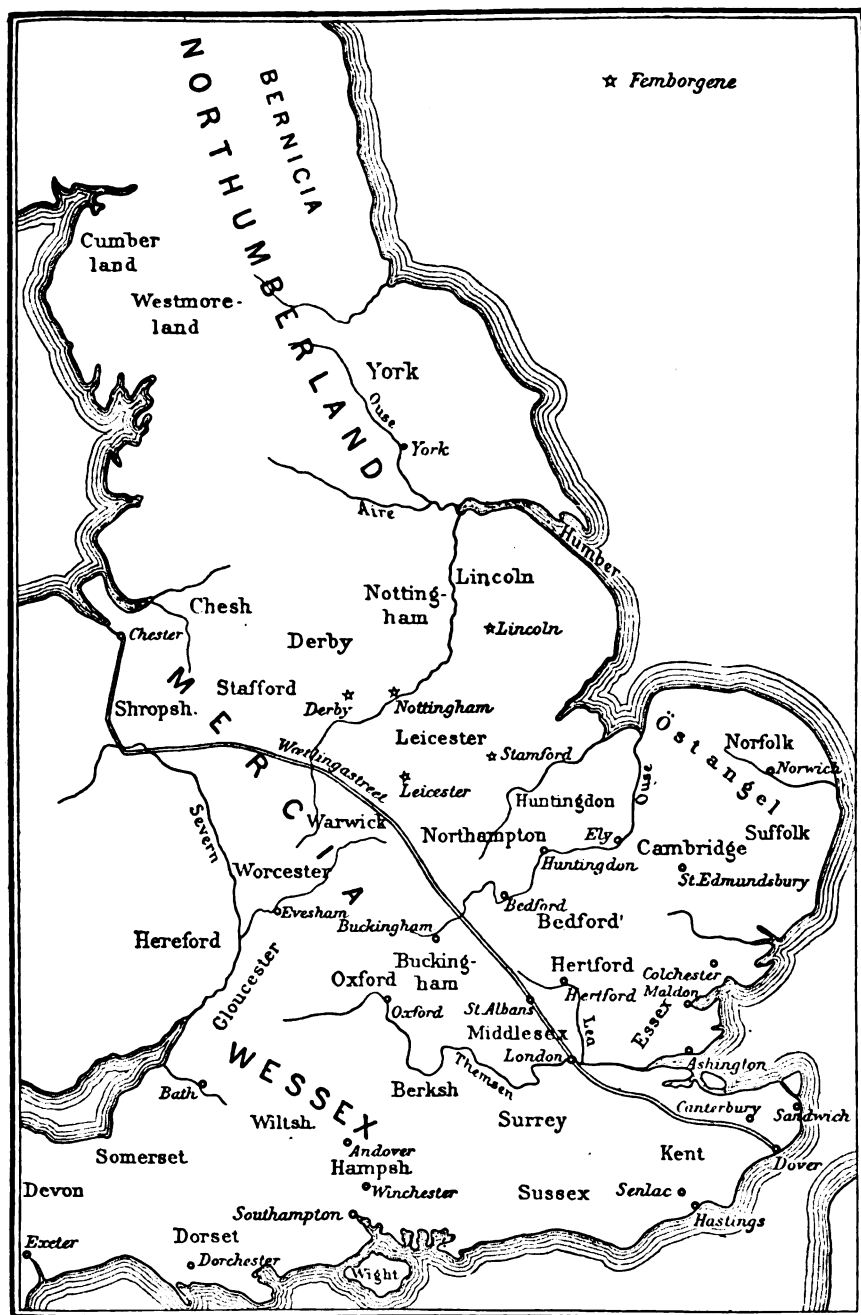 NORTHUMBERLAND
BERNICIA
Femborgene
Cumber
land
Westmore-
land
York
Ouse
York
Aire
Humber
Lincoln
Notting-
ham
Chesh
Chester
Derby
Lincoln
MERCIA
Stafford
Shropsh.
Derby
Nottingham
Leicester
Stamford
Wætlingastreet
Leicester
Östangel
Norfolk
Norwich
Ouse
Huntingdon
Suffolk
Severn
Warwick
Northampton
Ely
Cambridge
Huntingdon
St.Edmundsbury
Worcester
Evesham
Bedford
Buckingham
Bedford
Hereford
Gloucester
Bucking-
ham
Hertford
Colchester
Oxford
Hertford
Maldon
Oxford
St.Albans
Lea
Essex
Middlesex
WESSEX
London
Ashington
Themsen
Bath
Berksh
Canterbury
Sandwich
Wiltsh.
Surrey
Andover
Somerset
Hampsh
Kent
Dover
Devon
Winchester
Sussex
Senlac
Southampton
Hastings
Exeter
Dorset
Dorchester
Wight